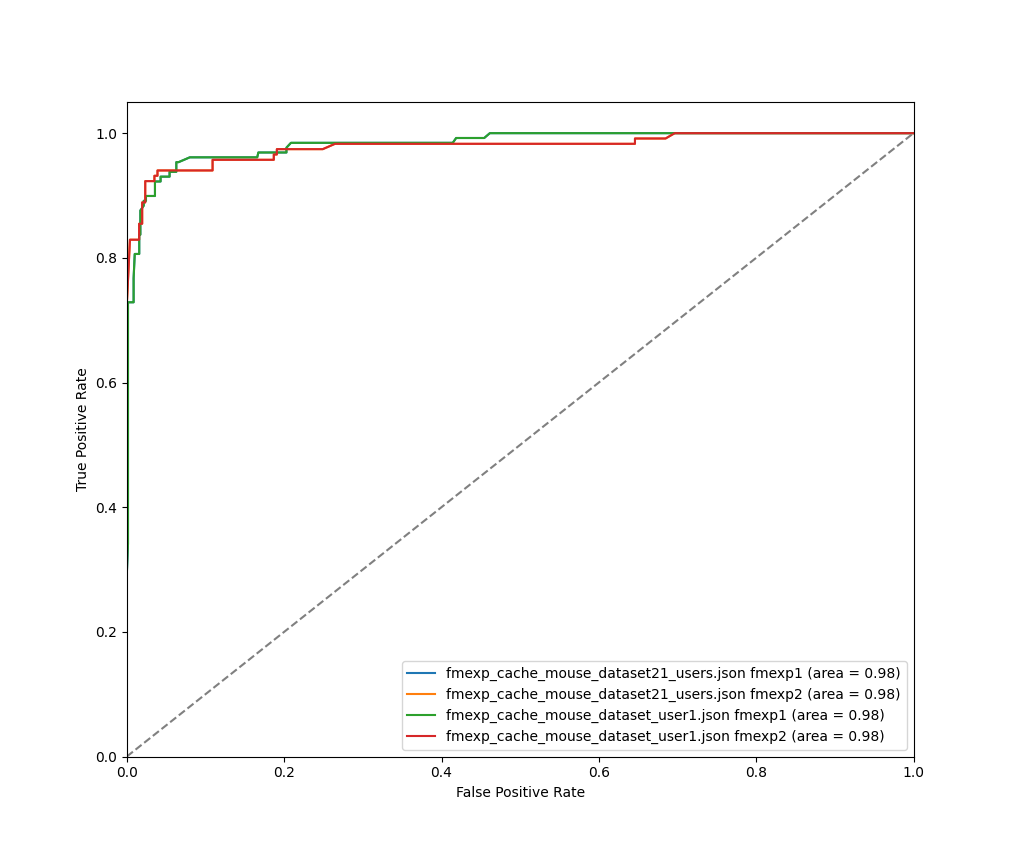 1.0
0.8
0.6
0.4
0.2
0.0
True Positive Rate
fmexp_cache_mouse_dataset21_users.json fmexp1 (area = 0.98)
fmexp_cache_mouse_dataset21_users.json fmexp2 (area = 0.98)
fmexp_cache_mouse_dataset_user1.json fmexp1 (area = 0.98)
fmexp_cache_mouse_dataset_user1.json fmexp2 (area = 0.98)
0.0 0.2 0.4 0.6 0.8 1.0
False Positive Rate